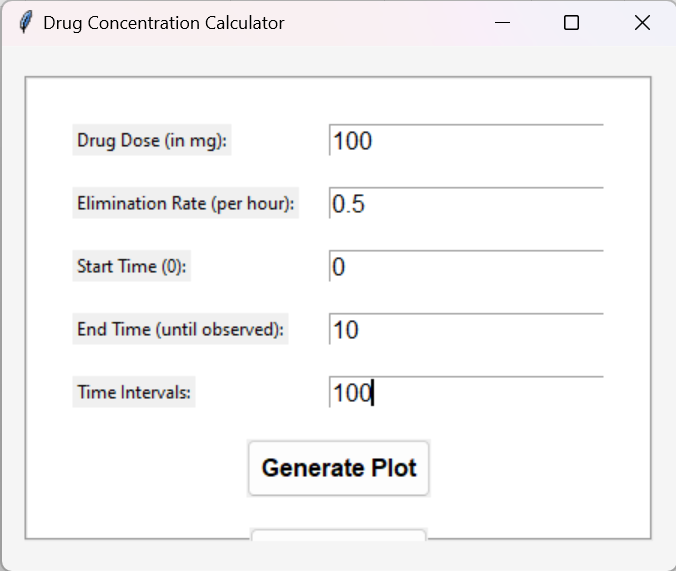 Drug Concentration Calculator
Drug Dose (in mg): 100
Elimination Rate (per hour): 0.5
Start Time (0): 0
End Time (until observed): 10
Time Intervals: 100
Generate Plot